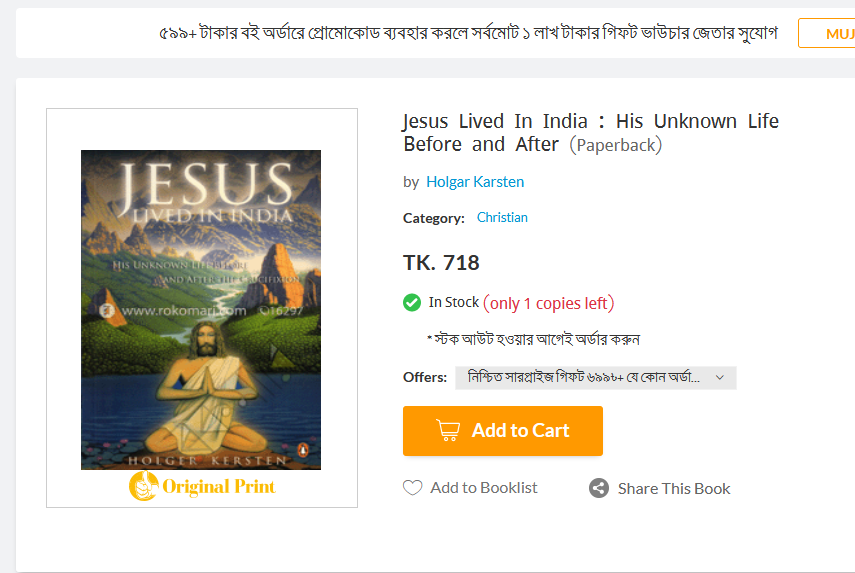 ৫৯৯+ টাকার বই অর্ডারে প্রোমোকোড ব্যবহার করলে সর্বমোট ১ লাখ টাকার গিফট ভাউচার জেতার সুযোগ
MUJ
JESUS
LIVED IN INDIA
HIS UNKNOWN LIFE BEFORE
AND AFTER THE CRUCIFIXION
www.rokomari.com ©16297
HOLGER KERSTEN
Original Print
Jesus Lived In India : His Unknown Life
Before and After (Paperback)
by Holgar Karsten
Category: Christian
TK. 718
In Stock (only 1 copies left)
* স্টক আউট হওয়ার আগেই অর্ডার করুন
Offers: নিশ্চিত সারপ্রাইজ গিফট ৬৯৯৳+ যে কোন অর্ডা...
Add to Cart
Add to Booklist
Share This Book